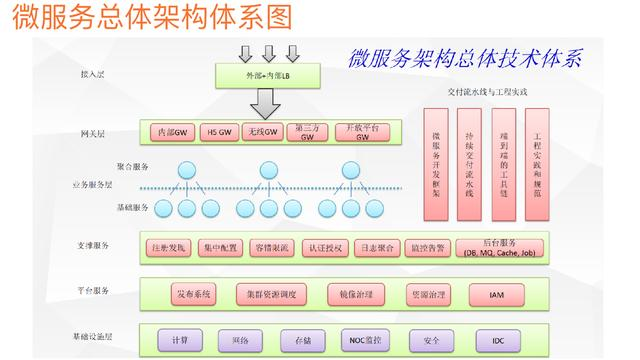 微服务总体架构体系图
微服务架构总体技术体系
接入层
外部+内部LB
交付流水线与工程实践
网关层
内部GW
H5 GW
无线GW
第三方
GW
开放平台
GW
微服务开发框架
持续交付流水线
端到端的工具链
工程实践和规范
聚合服务
业务服务层
基础服务
支撑服务
注册发现
集中配置
容错限流
认证授权
日志聚合
监控告警
后台服务
(DB, MQ, Cache, Job)
平台服务
发布系统
集群资源调度
镜像治理
资源治理
IAM
基础设施层
计算
网络
存储
NOC监控
安全
IDC